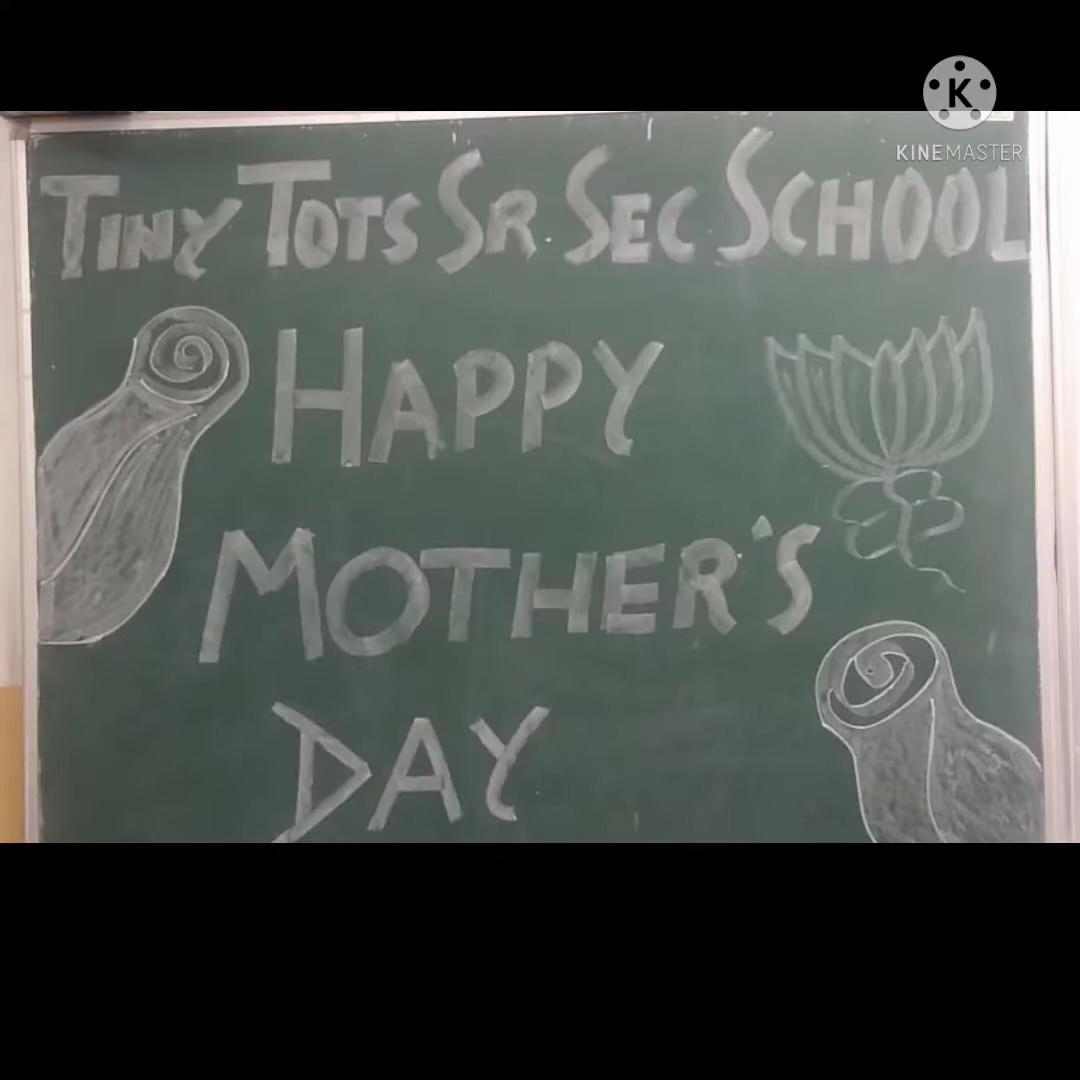 K
KINEMASTER
TINY TOTS SR. SEC SCHOOL
HAPPY
MOTHER'S
DAY